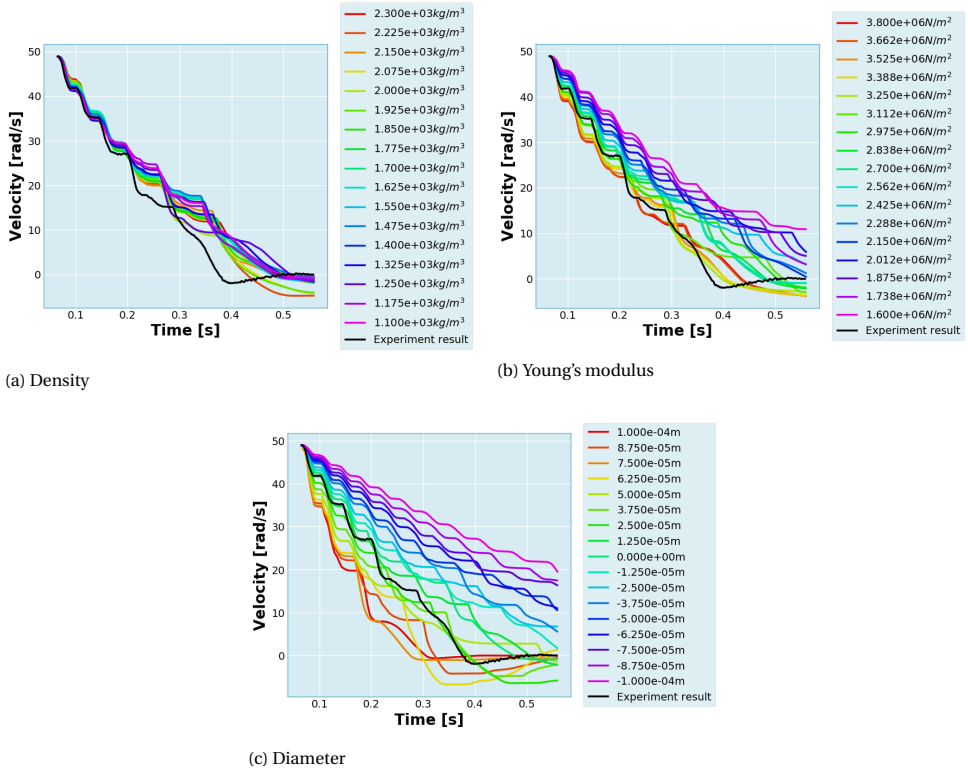 2.300e+03kg/m³
2.225e+03kg/m³
2.150e+03kg/m³
2.075e+03kg/m³
2.000e+03kg/m³
1.925e+03kg/m³
1.850e+03kg/m³
1.775e+03kg/m³
1.700e+03kg/m³
1.625e+03kg/m³
1.550e+03kg/m³
1.475e+03kg/m³
1.400e+03kg/m³
1.325e+03kg/m³
1.250e+03kg/m³
1.175e+03kg/m³
1.100e+03kg/m³
Experiment result
50
40
30
20
10
0
Velocity [rad/s]
0.1 0.2 0.3 0.4 0.5
Time [s]
(a) Density
3.800e+06N/m²
3.662e+06N/m²
3.525e+06N/m²
3.388e+06N/m²
3.250e+06N/m²
3.112e+06N/m²
2.975e+06N/m²
2.838e+06N/m²
2.700e+06N/m²
2.562e+06N/m²
2.425e+06N/m²
2.288e+06N/m²
2.150e+06N/m²
2.012e+06N/m²
1.875e+06N/m²
1.738e+06N/m²
1.600e+06N/m²
Experiment result
50
40
30
20
10
0
Velocity [rad/s]
0.1 0.2 0.3 0.4 0.5
Time [s]
(b) Young's modulus
1.000e-04m
8.750e-05m
7.500e-05m
6.250e-05m
5.000e-05m
3.750e-05m
2.500e-05m
1.250e-05m
0.000e+00m
-1.250e-05m
-2.500e-05m
-3.750e-05m
-5.000e-05m
-6.250e-05m
-7.500e-05m
-8.750e-05m
-1.000e-04m
Experiment result
50
40
30
20
10
0
Velocity [rad/s]
0.1 0.2 0.3 0.4 0.5
Time [s]
(c) Diameter